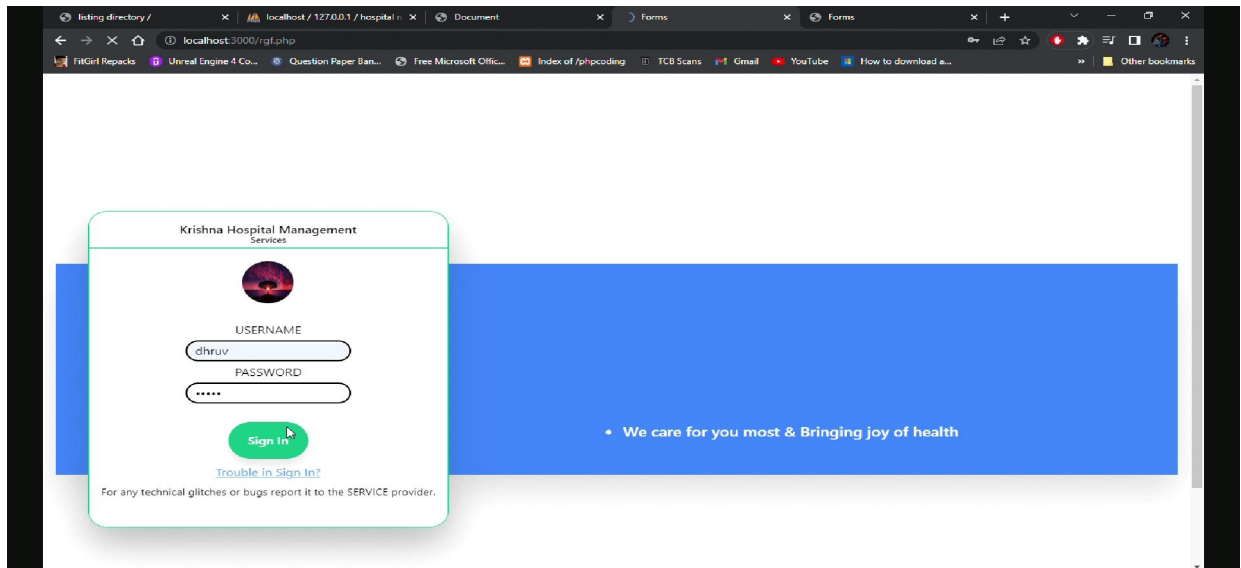 listing directory /
localhost / 127.0.0.1 / hospital n
Document
Forms
Forms
localhost:3000/rgf.php
FitGirl Repacks
Unreal Engine 4 Co...
Question Paper Ban...
Free Microsoft Offic...
Index of /phpcoding
TCB Scans
Gmail
YouTube
How to download a...
»
Other bookmarks
Krishna Hospital Management
Services
USERNAME
dhruv
PASSWORD
•••••
Sign In
• We care for you most & Bringing joy of health
Trouble in Sign In?
For any technical glitches or bugs report it to the SERVICE provider.